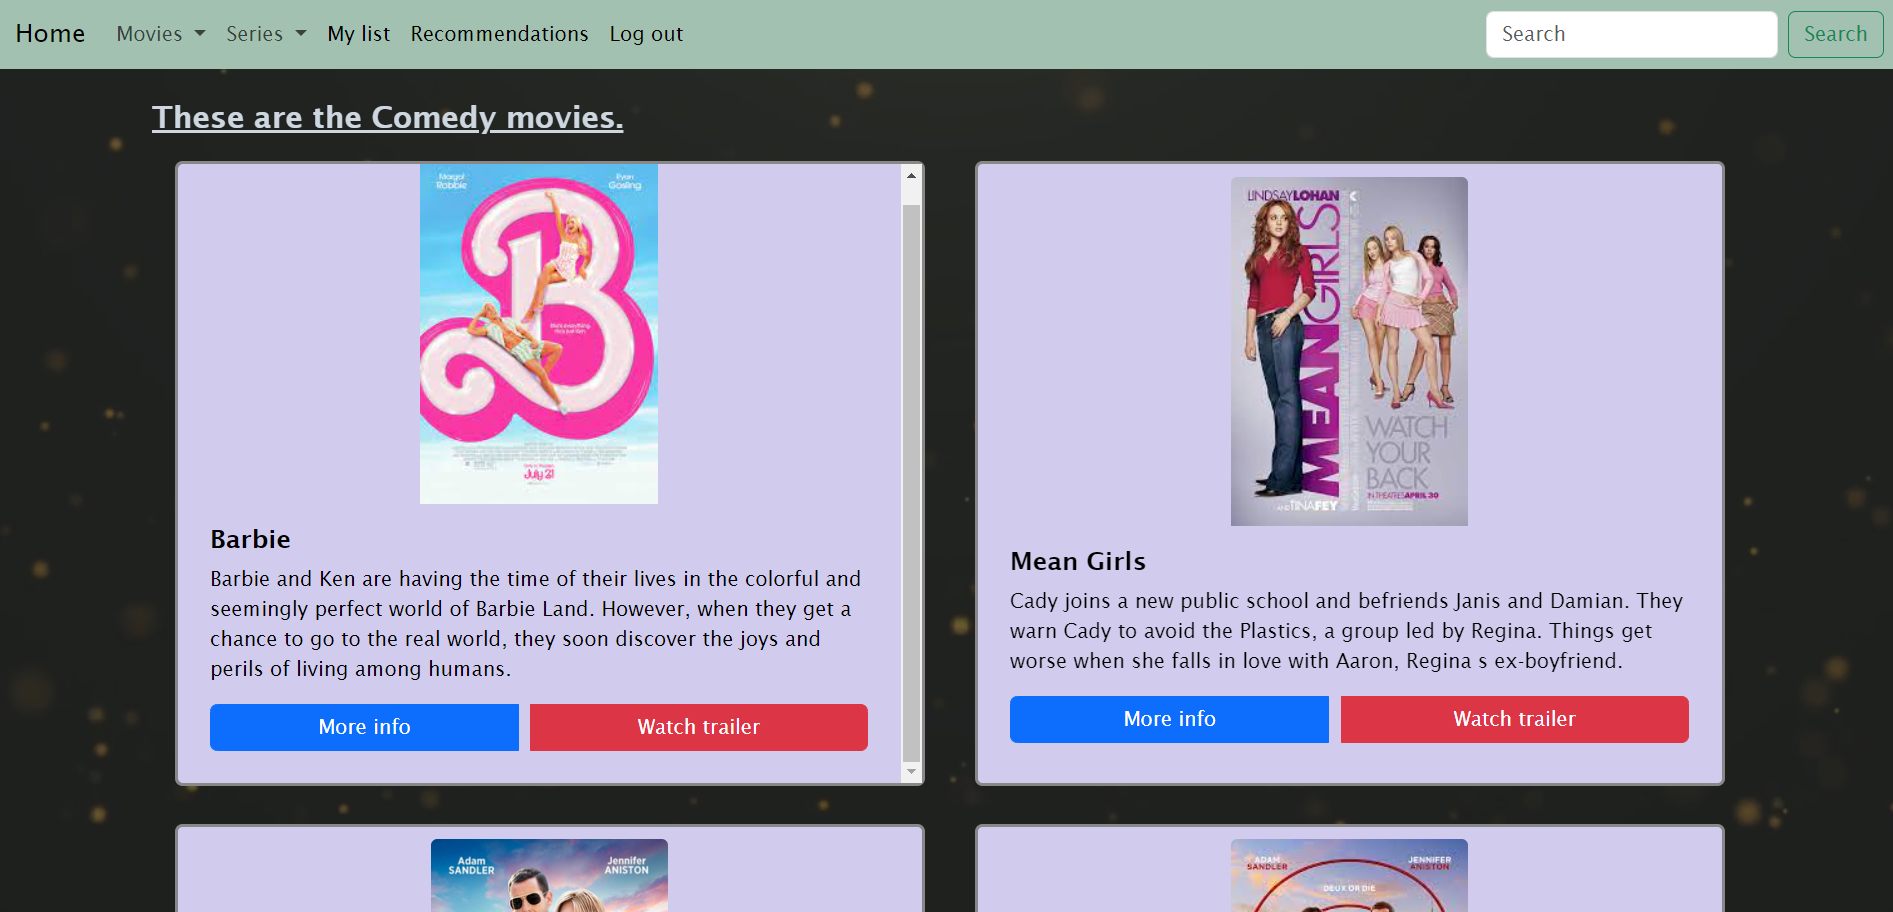 Home Movies Series My list Recommendations Log out Search Search
These are the Comedy movies.
Margot Robbie
Ryan Gosling
July 21
Barbie
Barbie and Ken are having the time of their lives in the colorful and
seemingly perfect world of Barbie Land. However, when they get a
chance to go to the real world, they soon discover the joys and
perils of living among humans.
More info Watch trailer
LINDSAY LOHAN
MEAN GIRLS
WATCH
YOUR
BACK
IN THEATRES APRIL 30
AND TINA FEY
Mean Girls
Cady joins a new public school and befriends Janis and Damian. They
warn Cady to avoid the Plastics, a group led by Regina. Things get
worse when she falls in love with Aaron, Regina s ex-boyfriend.
More info Watch trailer
Adam
SANDLER
Jennifer
ANISTON
ADAM
SANDLER
JENNIFER
ANISTON
DEUX OR DIE